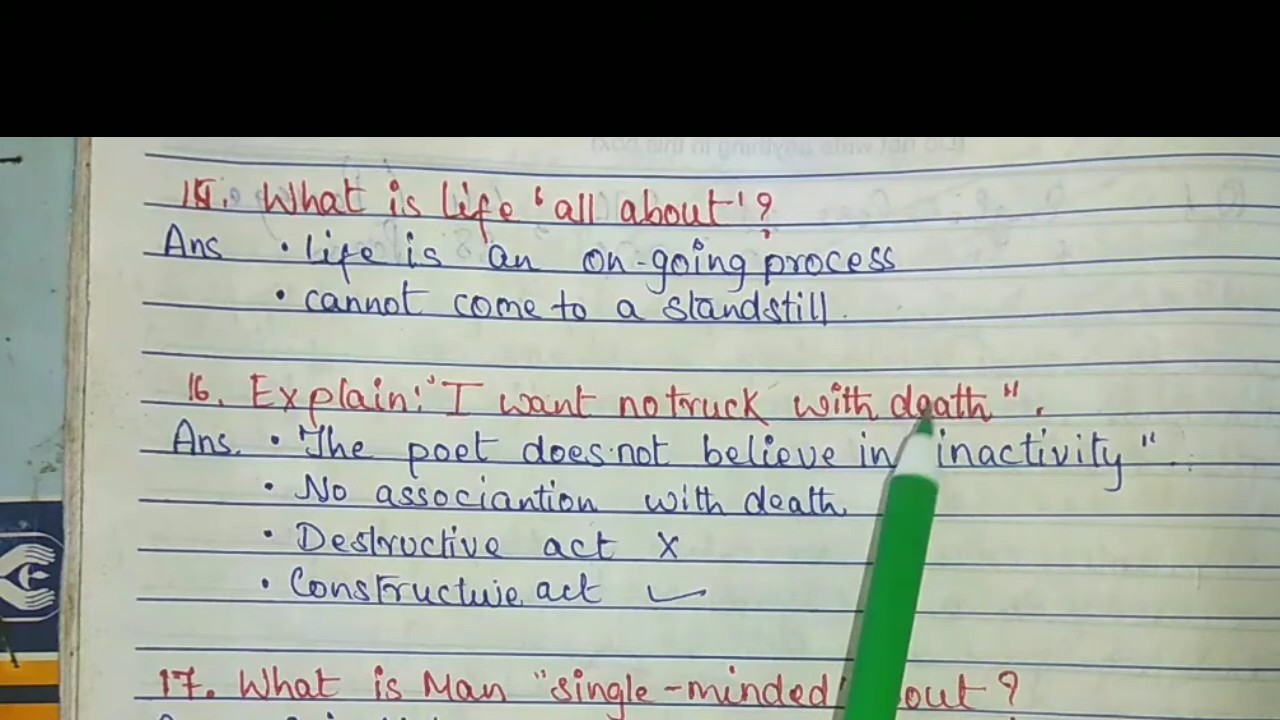 15. What is life 'all about'?
Ans • life is an on-going process
• cannot come to a standstill.
16. Explain: "I want no truck with death".
Ans. • "The poet does not believe in inactivity"
• No associantion with death.
• Destructive act ×
• Constructuie act ✓
17. What is Man "single-minded"